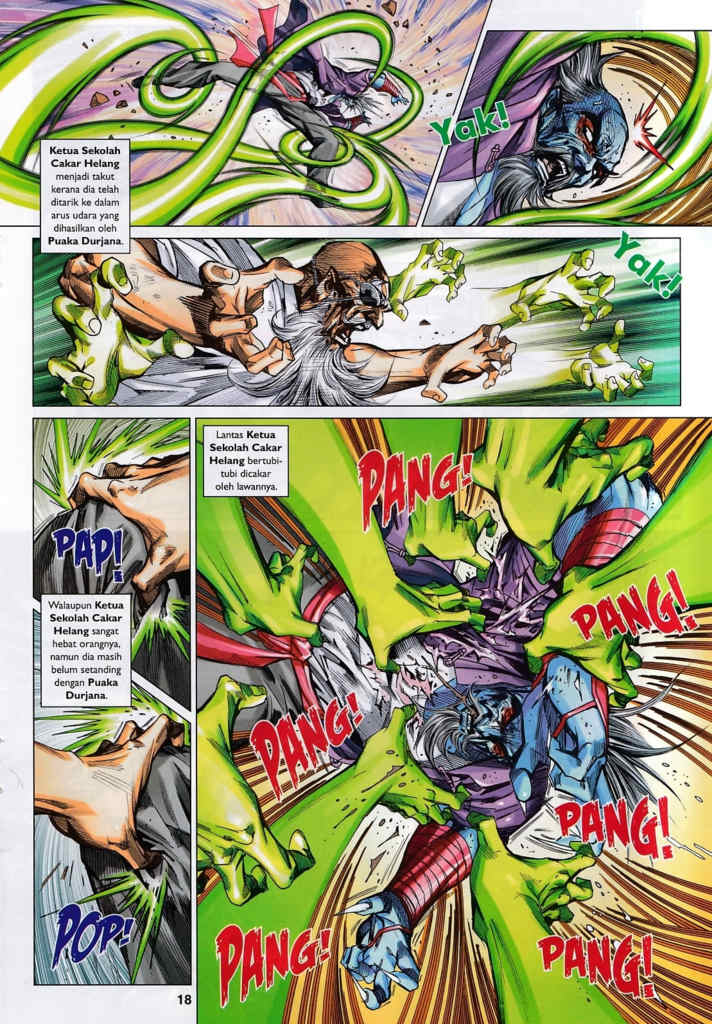 Ketua Sekolah
Cakar Helang
menjadi takut
kerana dia telah
ditarik ke dalam
arus udara yang
dihasilkan oleh
Puaka Durjana.
Yak!
Yak!
PAP!
Walaupun Ketua
Sekolah Cakar
Helang sangat
hebat orangnya,
namun dia masih
belum setanding
dengan Puaka
Durjana.
POP!
Lantas Ketua
Sekolah Cakar
Helang bertubi-
tubi dicakar
oleh lawannya.
PANG!
PANG!
PANG!
PANG!
PANG!
PANG!
18